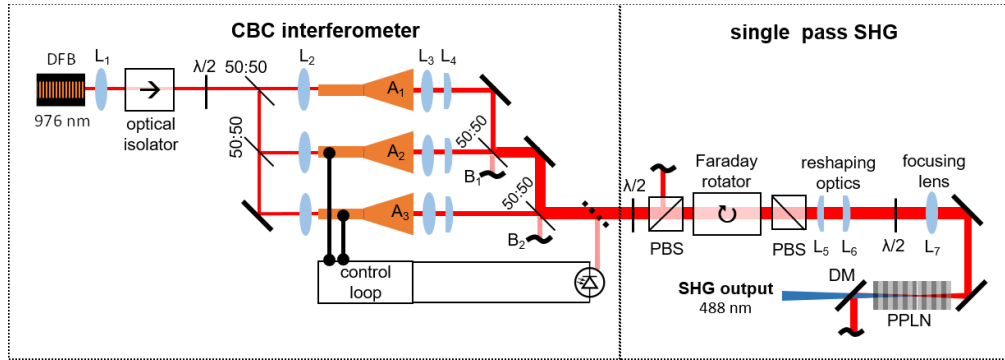 CBC interferometer
single pass SHG
DFB
L1
λ/2
50:50
L2
L3
L4
A1
976 nm
optical
isolator
50:50
A2
50:50
B1
A3
50:50
B2
control
loop
λ/2
PBS
Faraday
rotator
PBS
reshaping
optics
L5
L6
λ/2
focusing
lens
L7
DM
SHG output
488 nm
PPLN